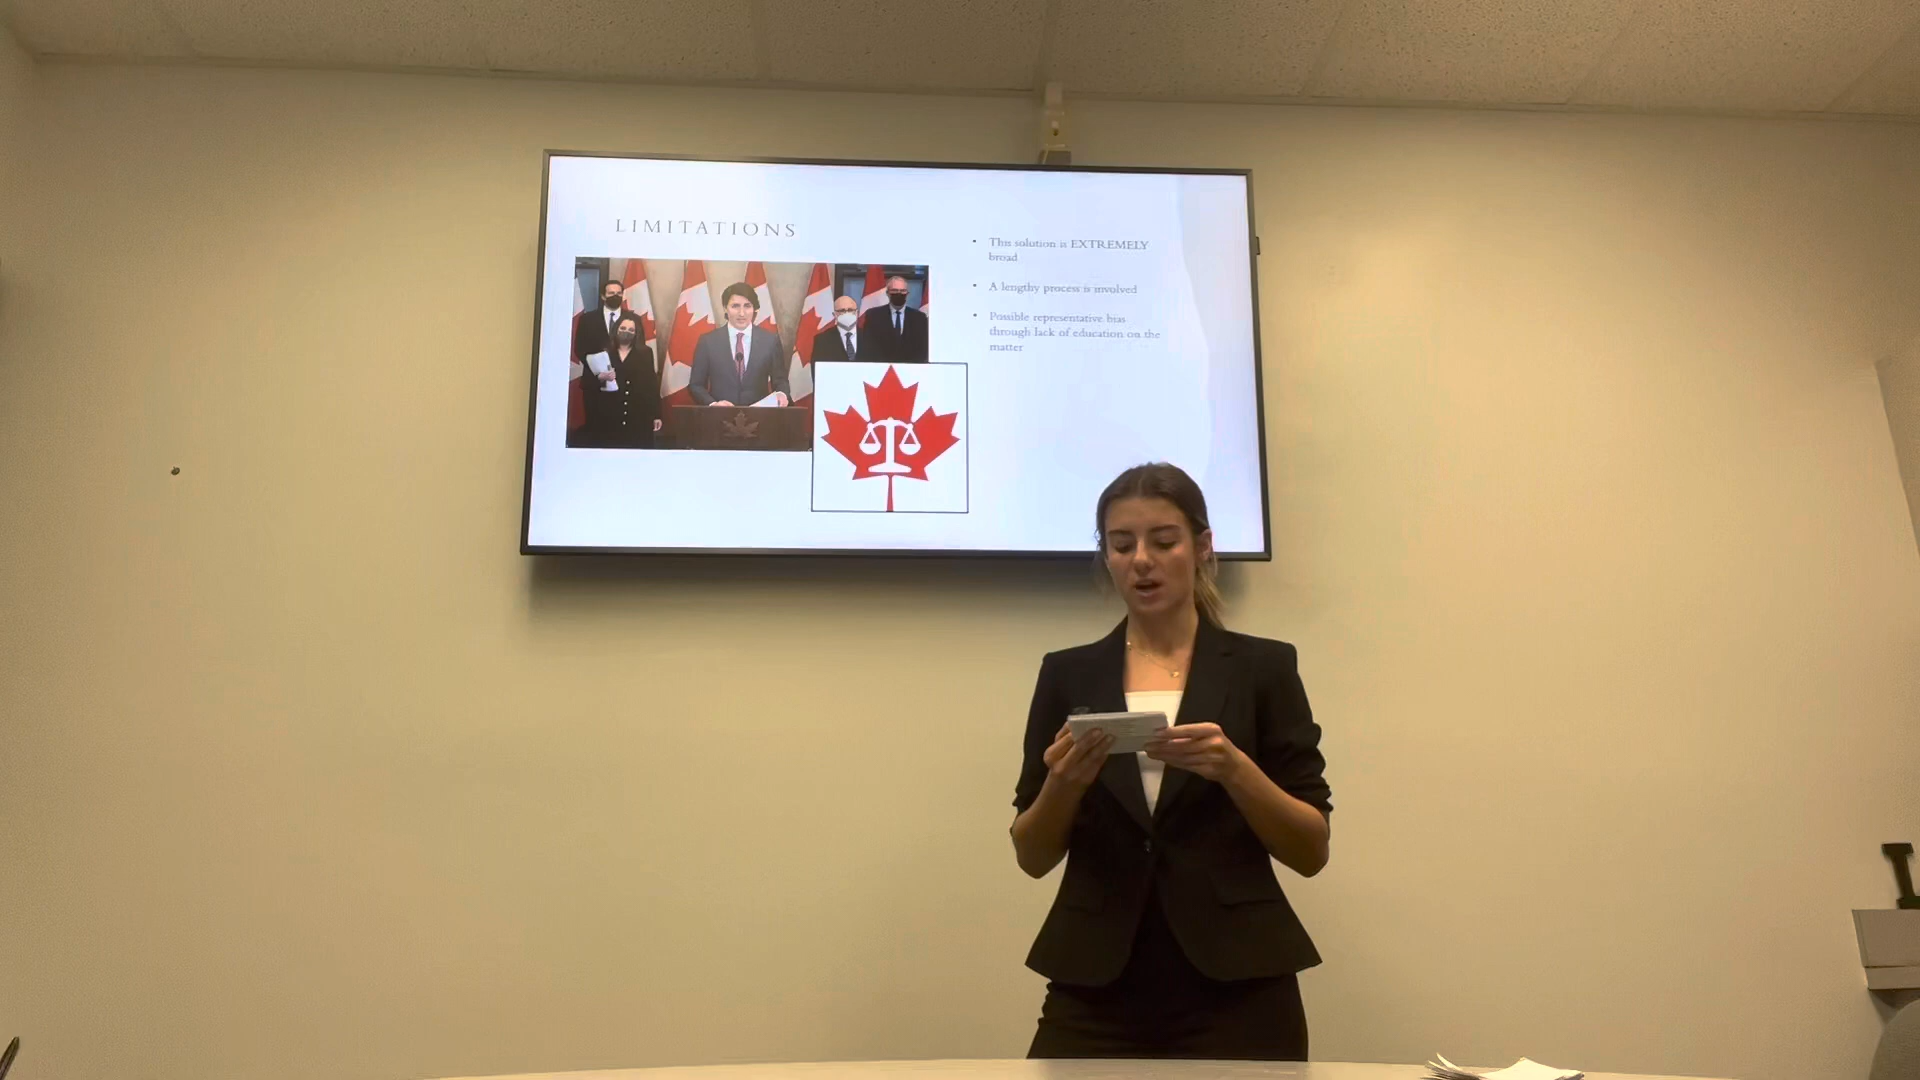 LIMITATIONS
• This solution is EXTREMELY
broad
• A lengthy process is involved
• Possible representative bias
through lack of education on the
matter